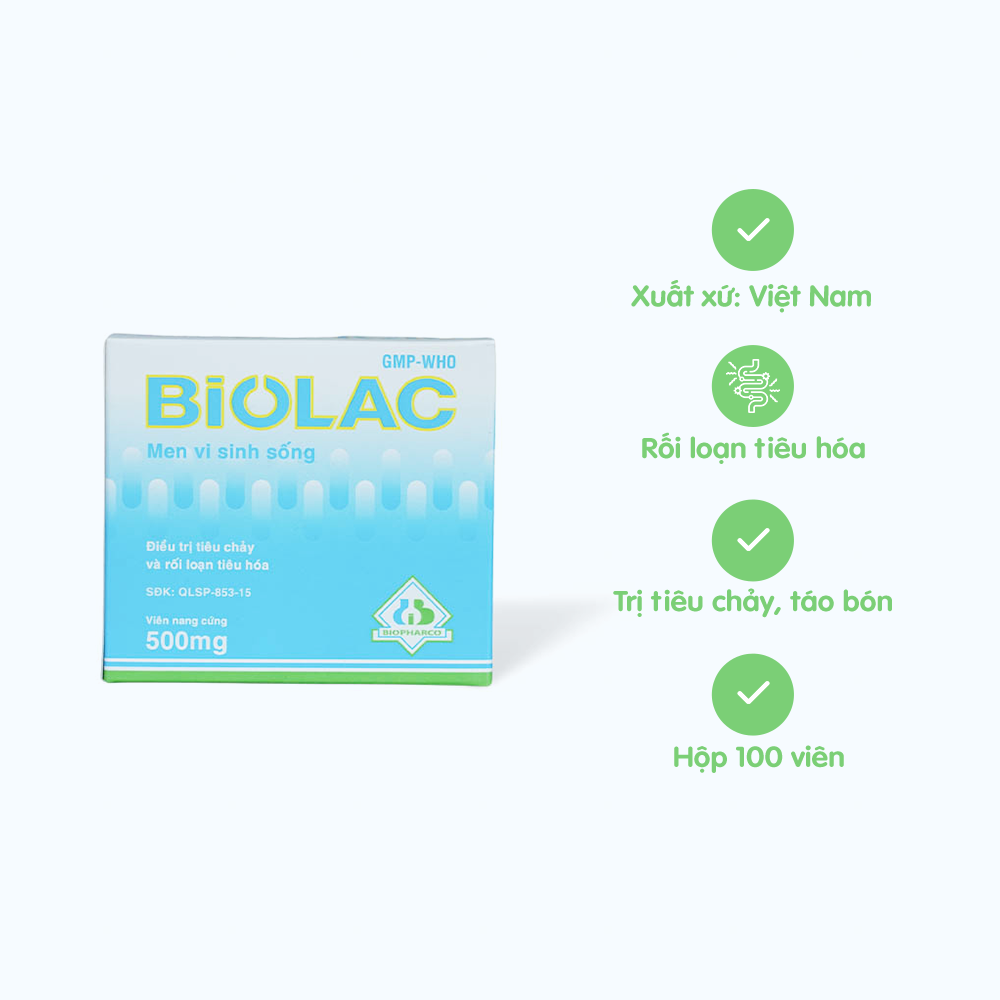 GMP-WHO
BiOLAC
Men vi sinh sống
Điều trị tiêu chảy
và rối loạn tiêu hóa
SĐK: QLSP-853-15
Viên nang cứng
500mg
BIOPHARCO
Xuất xứ: Việt Nam
Rối loạn tiêu hóa
Trị tiêu chảy, táo bón
Hộp 100 viên